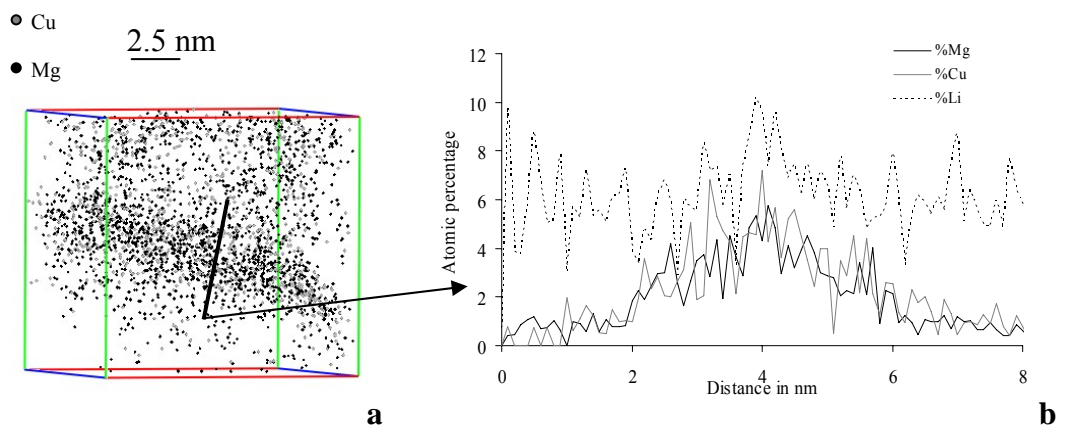 Cu
Mg
2.5 nm
a
12
10
8
6
4
2
0
Atomic percentage
%Mg
%Cu
%Li
0 2 4 6 8
Distance in nm
b